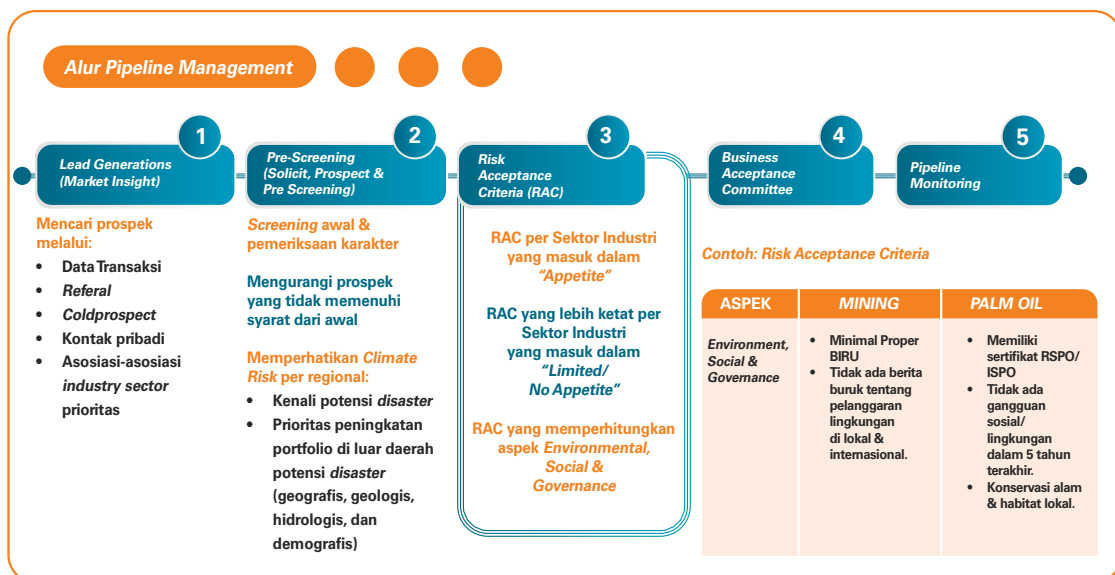 Alur Pipeline Management
1
Lead Generations
(Market Insight)
Mencari prospek
melalui:
• Data Transaksi
• Referal
• Coldprospect
• Kontak pribadi
• Asosiasi-asosiasi
industry sector
prioritas
2
Pre-Screening
(Solicit, Prospect &
Pre Screening)
Screening awal &
pemeriksaan karakter
Mengurangi prospek
yang tidak memenuhi
syarat dari awal
Memperhatikan Climate
Risk per regional:
• Kenali potensi disaster
• Prioritas peningkatan
portfolio di luar daerah
potensi disaster
(geografis, geologis,
hidrologis, dan
demografis)
3
Risk
Acceptance
Criteria (RAC)
RAC per Sektor Industri
yang masuk dalam
“Appetite”
RAC yang lebih ketat per
Sektor Industri
yang masuk dalam
“Limited/
No Appetite”
RAC yang memperhitungkan
aspek Environmental,
Social &
Governance
4
Business
Acceptance
Committee
5
Pipeline
Monitoring
Contoh: Risk Acceptance Criteria
ASPEK
MINING
PALM OIL
Environment,
Social &
Governance
• Minimal Proper
BIRU
• Tidak ada berita
buruk tentang
pelanggaran
lingkungan
di lokal &
internasional.
• Memiliki
sertifikat RSPO/
ISPO
• Tidak ada
gangguan
sosial/
lingkungan
dalam 5 tahun
terakhir.
• Konservasi alam
& habitat lokal.